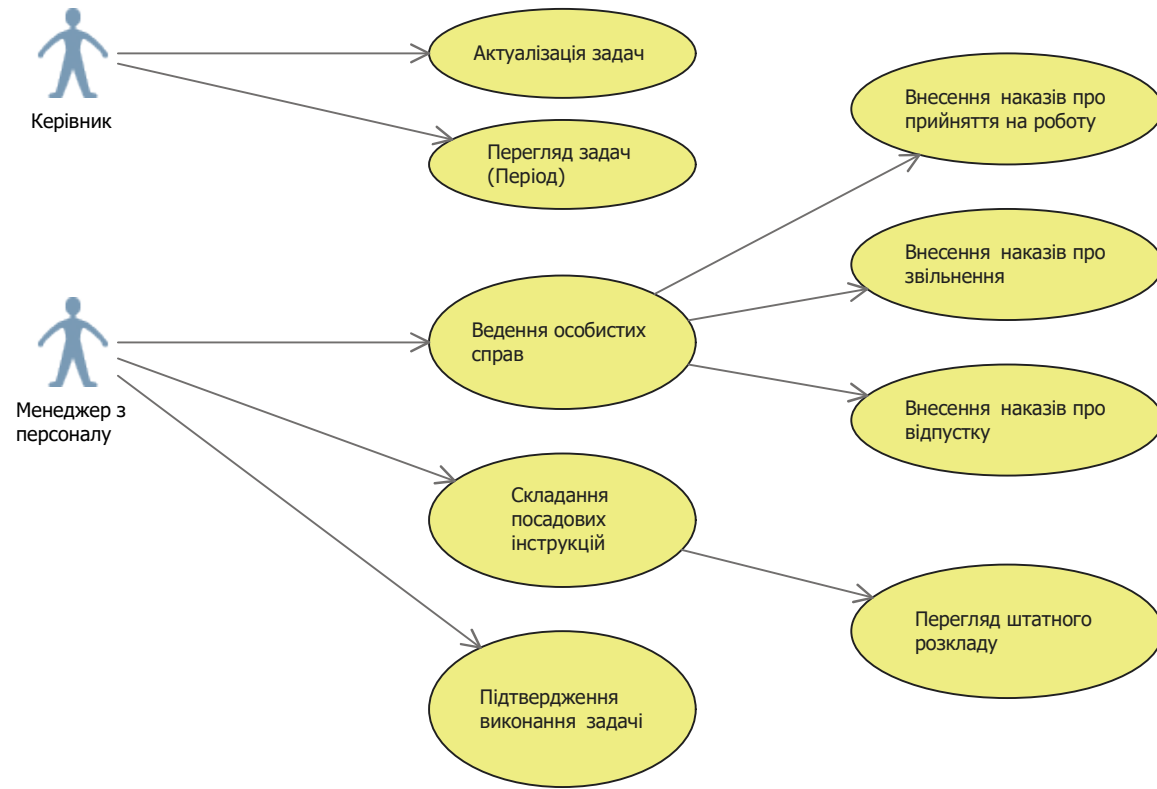 Актуалізація задач
Керівник
Перегляд задач
(Період)
Внесення наказів про
прийняття на роботу
Внесення наказів про
звільнення
Ведення особистих
справ
Менеджер з
персоналу
Внесення наказів про
відпустку
Складання
посадових
інструкцій
Перегляд штатного
розкладу
Підтвердження
виконання задачі